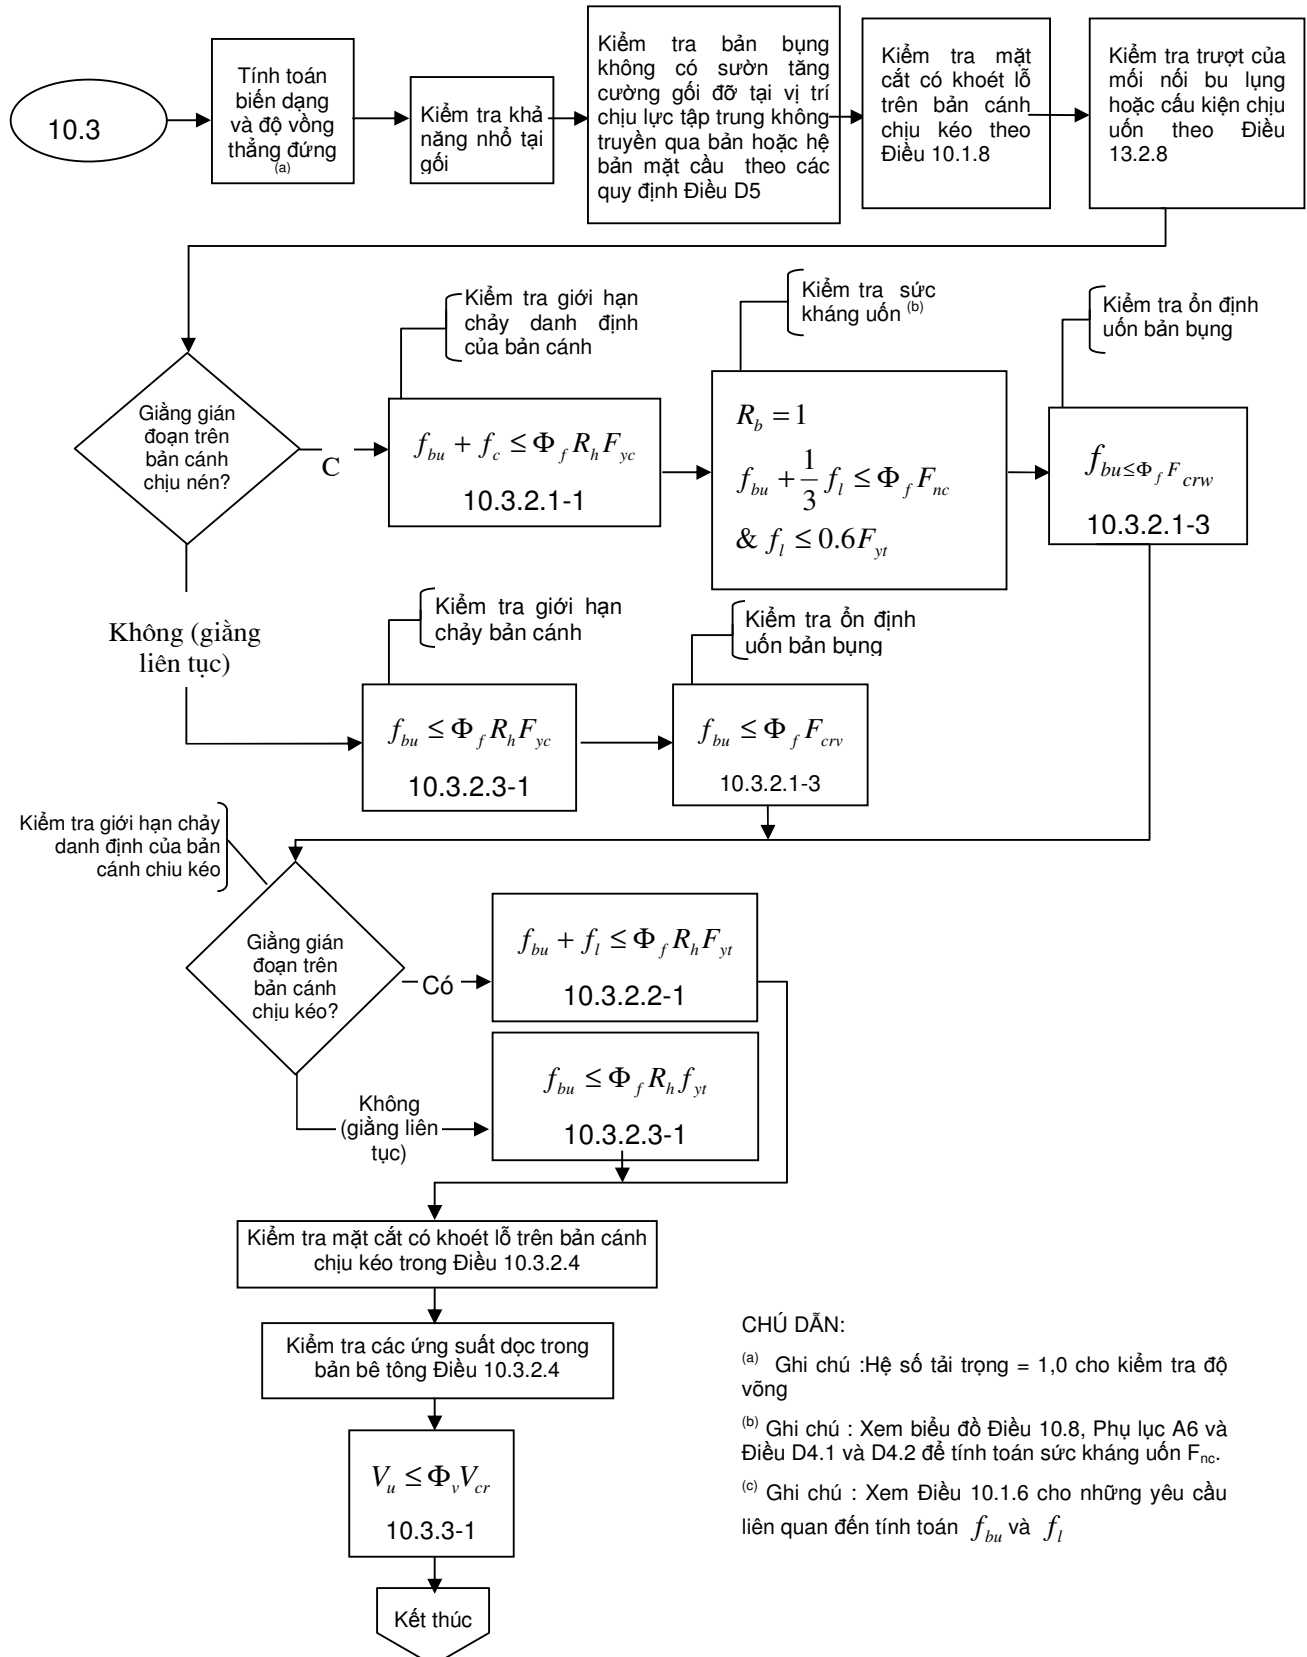 10.3
Tính toán
biến dạng
và độ vồng
thẳng đứng
(a)
Kiểm tra khả
năng nhổ tại
gối
Kiểm tra bản bụng
không có sườn tăng
cường gối đỡ tại vị trí
chịu lực tập trung không
truyền qua bản hoặc hệ
bản mặt cầu theo các
quy định Điều D5
Kiểm tra mặt
cắt có khoét lỗ
trên bản cánh
chịu kéo theo
Điều 10.1.8
Kiểm tra trượt của
mối nối bu lụng
hoặc cấu kiện chịu
uốn theo Điều
13.2.8
Kiểm tra giới hạn
chảy danh định
của bản cánh
Kiểm tra sức
kháng uốn (b)
Kiểm tra ổn định
uốn bản bụng
Giằng gián
đoạn trên
bản cánh
chịu nén?
C
f_bu + f_c ≤ Φ_f R_h F_yc
10.3.2.1-1
R_b = 1
f_bu + 1/3 f_l ≤ Φ_f F_nc
& f_l ≤ 0.6F_yt
f_bu≤Φ_f F_crw
10.3.2.1-3
Không (giằng
liên tục)
Kiểm tra giới hạn
chảy bản cánh
Kiểm tra ổn định
uốn bản bụng
f_bu ≤ Φ_f R_h F_yc
10.3.2.3-1
f_bu ≤ Φ_f F_crv
10.3.2.1-3
Kiểm tra giới hạn chảy
danh định của bản
cánh chiu kéo
Giằng gián
đoạn trên
bản cánh
chịu kéo?
Có
f_bu + f_l ≤ Φ_f R_h F_yt
10.3.2.2-1
Không
(giằng liên
tục)
f_bu ≤ Φ_f R_h f_yt
10.3.2.3-1
Kiểm tra mặt cắt có khoét lỗ trên bản cánh
chịu kéo trong Điều 10.3.2.4
Kiểm tra các ứng suất dọc trong
bản bê tông Điều 10.3.2.4
V_u ≤ Φ_v V_cr
10.3.3-1
Kết thúc
CHÚ DẪN:
(a) Ghi chú :Hệ số tải trọng = 1,0 cho kiểm tra độ
võng
(b) Ghi chú : Xem biểu đồ Điều 10.8, Phụ lục A6 và
Điều D4.1 và D4.2 để tính toán sức kháng uốn F_nc.
(c) Ghi chú : Xem Điều 10.1.6 cho những yêu cầu
liên quan đến tính toán f_bu và f_l